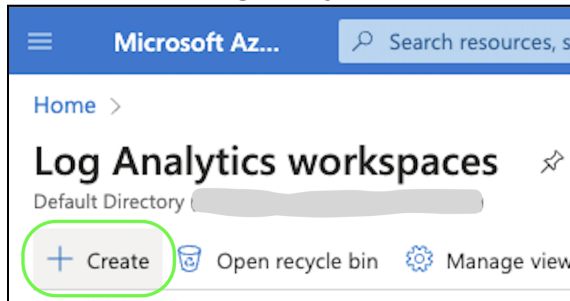 Microsoft Az...
Search resources, s
Home >
Log Analytics workspaces
Default Directory (
+ Create
Open recycle bin
Manage view